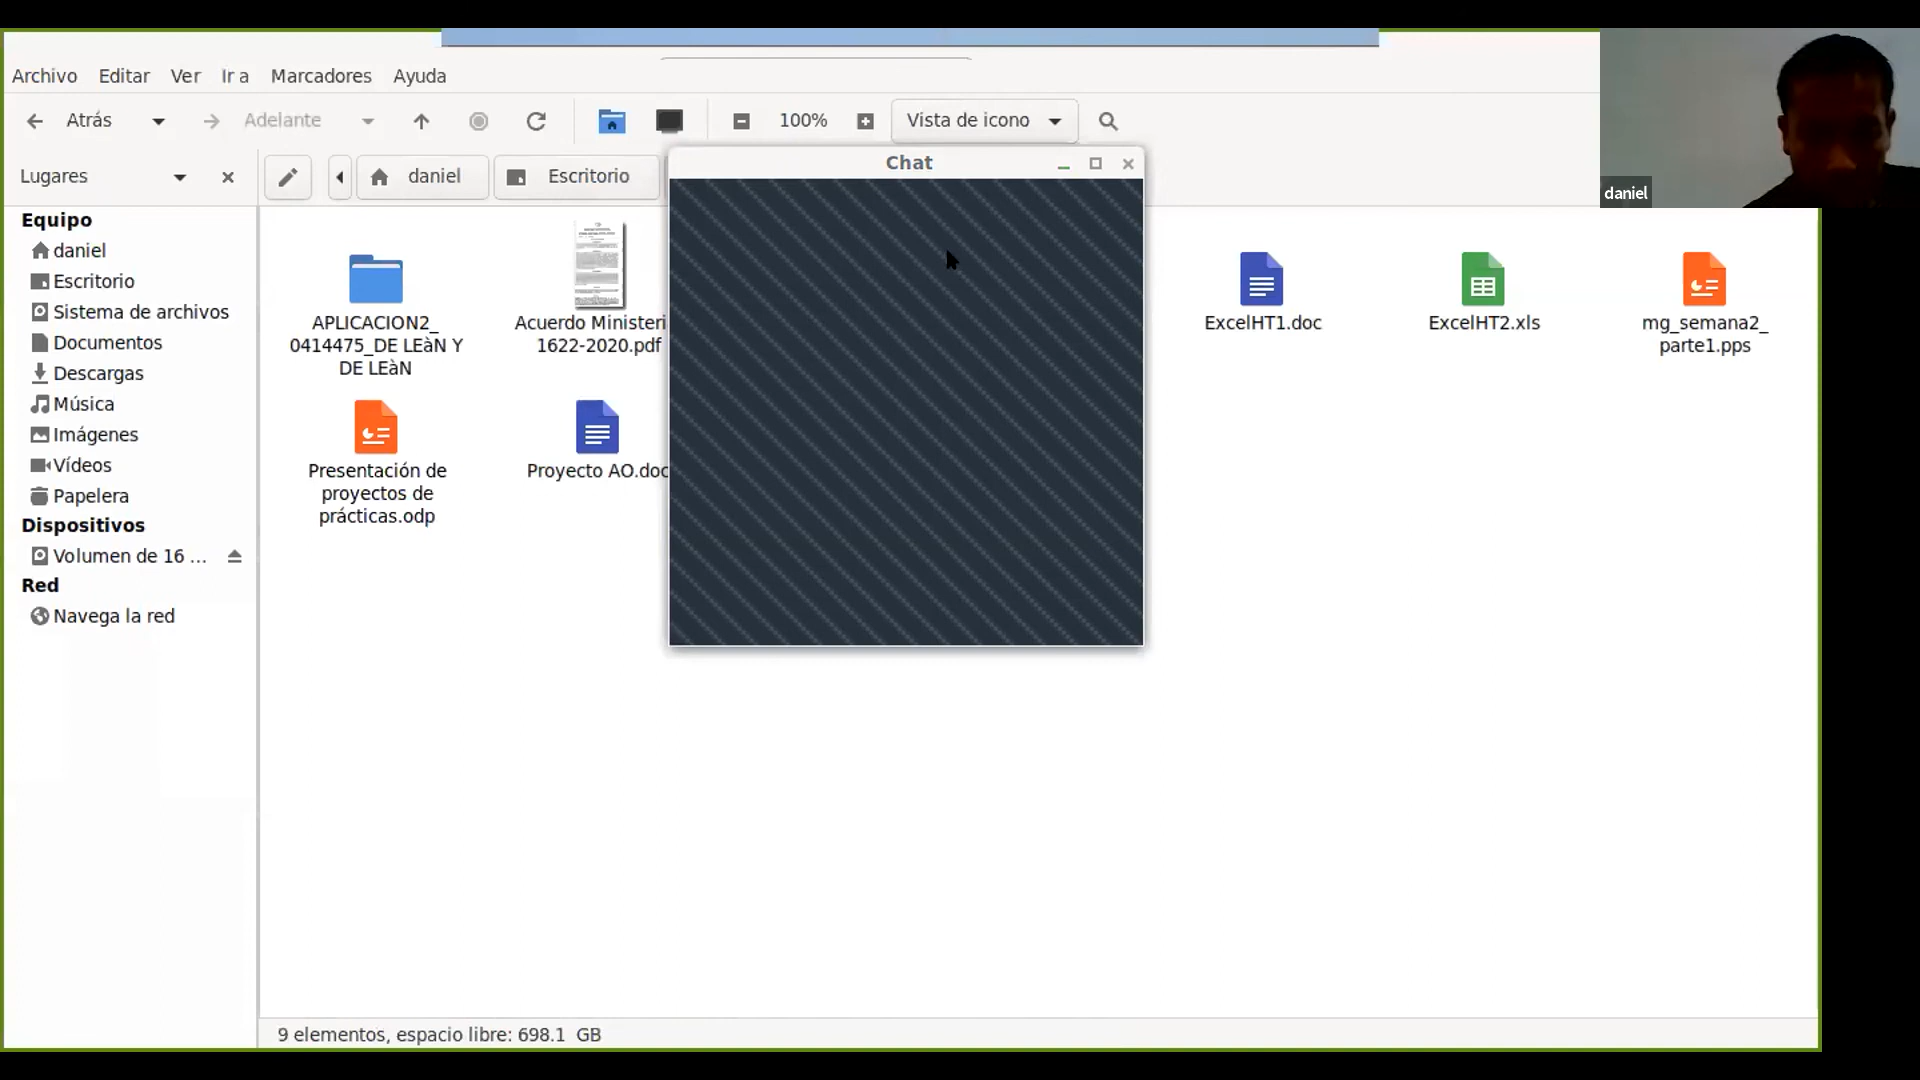 Archivo Editar Ver Ir a Marcadores Ayuda
Atrás Adelante 100% Vista de icono
Lugares daniel Escritorio
Chat
daniel
Equipo
daniel
Escritorio
Sistema de archivos
Documentos
Descargas
Música
Imágenes
Vídeos
Papelera
Dispositivos
Volumen de 16 ...
Red
Navega la red
APLICACION2_
0414475_DE LEàN Y
DE LEàN
Acuerdo Ministeri
1622-2020.pdf
ExcelHT1.doc
ExcelHT2.xls
mg_semana2_
parte1.pps
Presentación de
proyectos de
prácticas.odp
Proyecto AO.doc
9 elementos, espacio libre: 698.1 GB